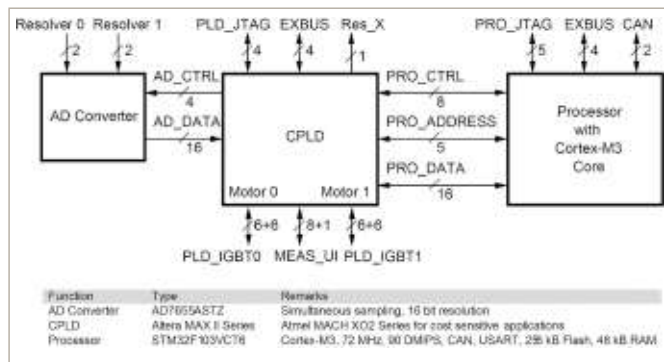 Resolver 0 Resolver 1 PLD_JTAG EXBUS Res_X PRO_JTAG EXBUS CAN
2 2 4 4 1 5 4 2
AD_CTRL PRO_CTRL
4 8
AD Converter CPLD Processor with Cortex-M3 Core
AD_DATA PRO_ADDRESS
16 5
PRO_DATA
16
Motor 0 Motor 1
6+6 8+1 6+6
PLD_IGBT0 MEAS_UI PLD_IGBT1
Function Type Remarks
AD Converter AD7655ASTZ Simultaneous sampling, 16 bit resolution
CPLD Altera MAX II Series Atmel MACH XO2 Series for cost sensitive applications
Processor STM32F103VCT6 Cortex-M3, 72 MHz, 90 DMIPS, CAN, USART, 256 kB Flash, 48 kB RAM